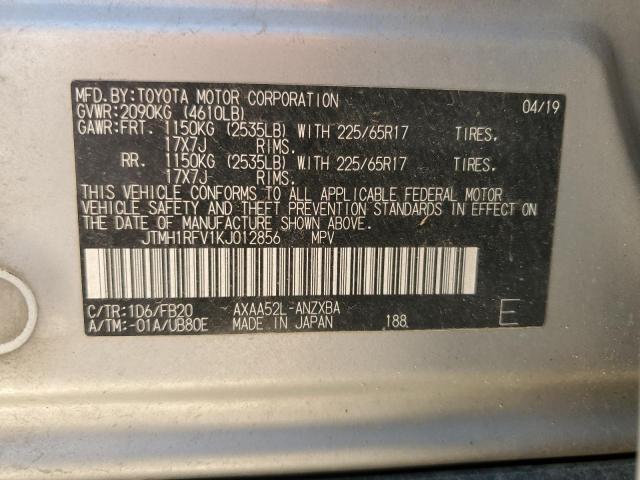 MFD.BY:TOYOTA MOTOR CORPORATION 04/19
GVWR:2090KG (4610LB)
GAWR:FRT. 1150KG (2535LB) WITH 225/65R17 TIRES,
17X7J RIMS.
RR. 1150KG (2535LB) WITH 225/65R17 TIRES,
17X7J RIMS.
THIS VEHICLE CONFORMS TO ALL APPLICABLE FEDERAL MOTOR
VEHICLE SAFETY AND THEFT PREVENTION STANDARDS IN EFFECT ON
THE DATE OF MANUFACTURE SHOWN ABOVE.
JTMH1RFV1KJ012856 MPV
C/TR:1D6/FB20 AXAA52L-ANZXBA
A/TM:-01A/UB80E MADE IN JAPAN 188 E